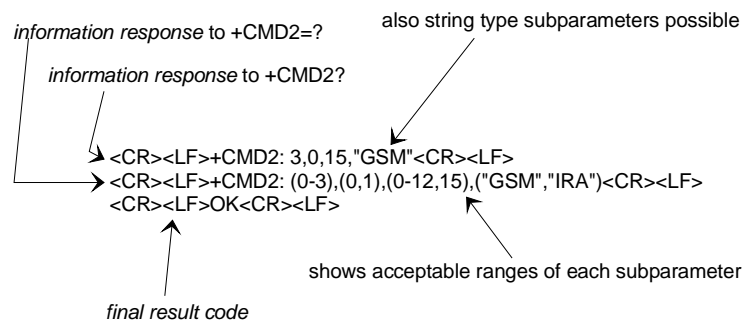 also string type subparameters possible
information response to +CMD2=?
information response to +CMD2?
<CR><LF>+CMD2: 3,0,15,"GSM"<CR><LF>
<CR><LF>+CMD2: (0-3),(0,1),(0-12,15),("GSM","IRA")<CR><LF>
<CR><LF>OK<CR><LF>
shows acceptable ranges of each subparameter
final result code